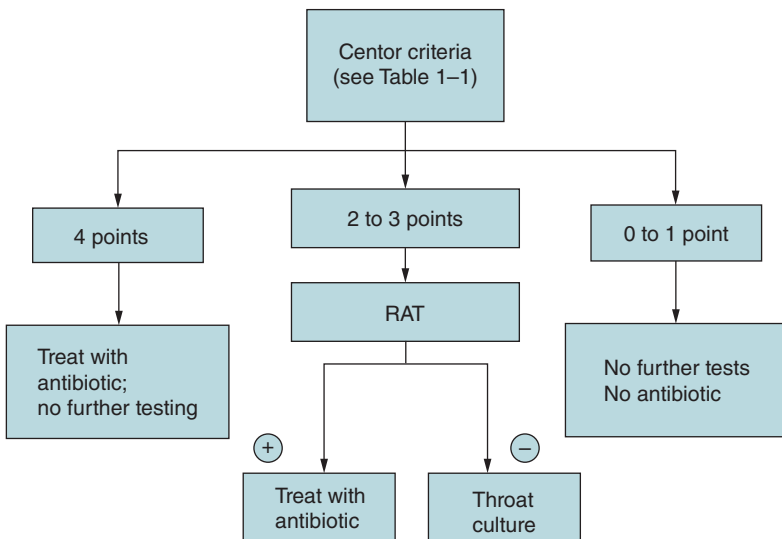 Centor criteria
(see Table 1–1)
4 points
2 to 3 points
0 to 1 point
RAT
Treat with
antibiotic;
no further testing
No further tests
No antibiotic
+
–
Treat with
antibiotic
Throat
culture